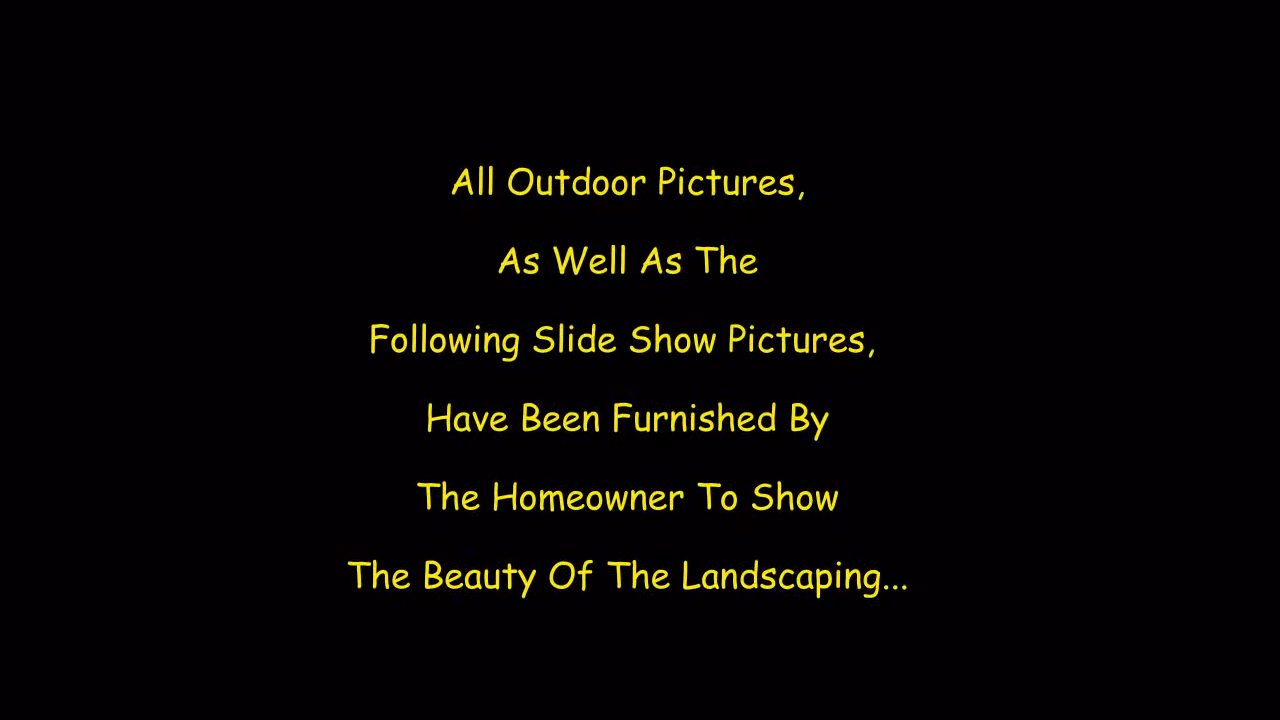 All Outdoor Pictures,
As Well As The
Following Slide Show Pictures,
Have Been Furnished By
The Homeowner To Show
The Beauty Of The Landscaping...